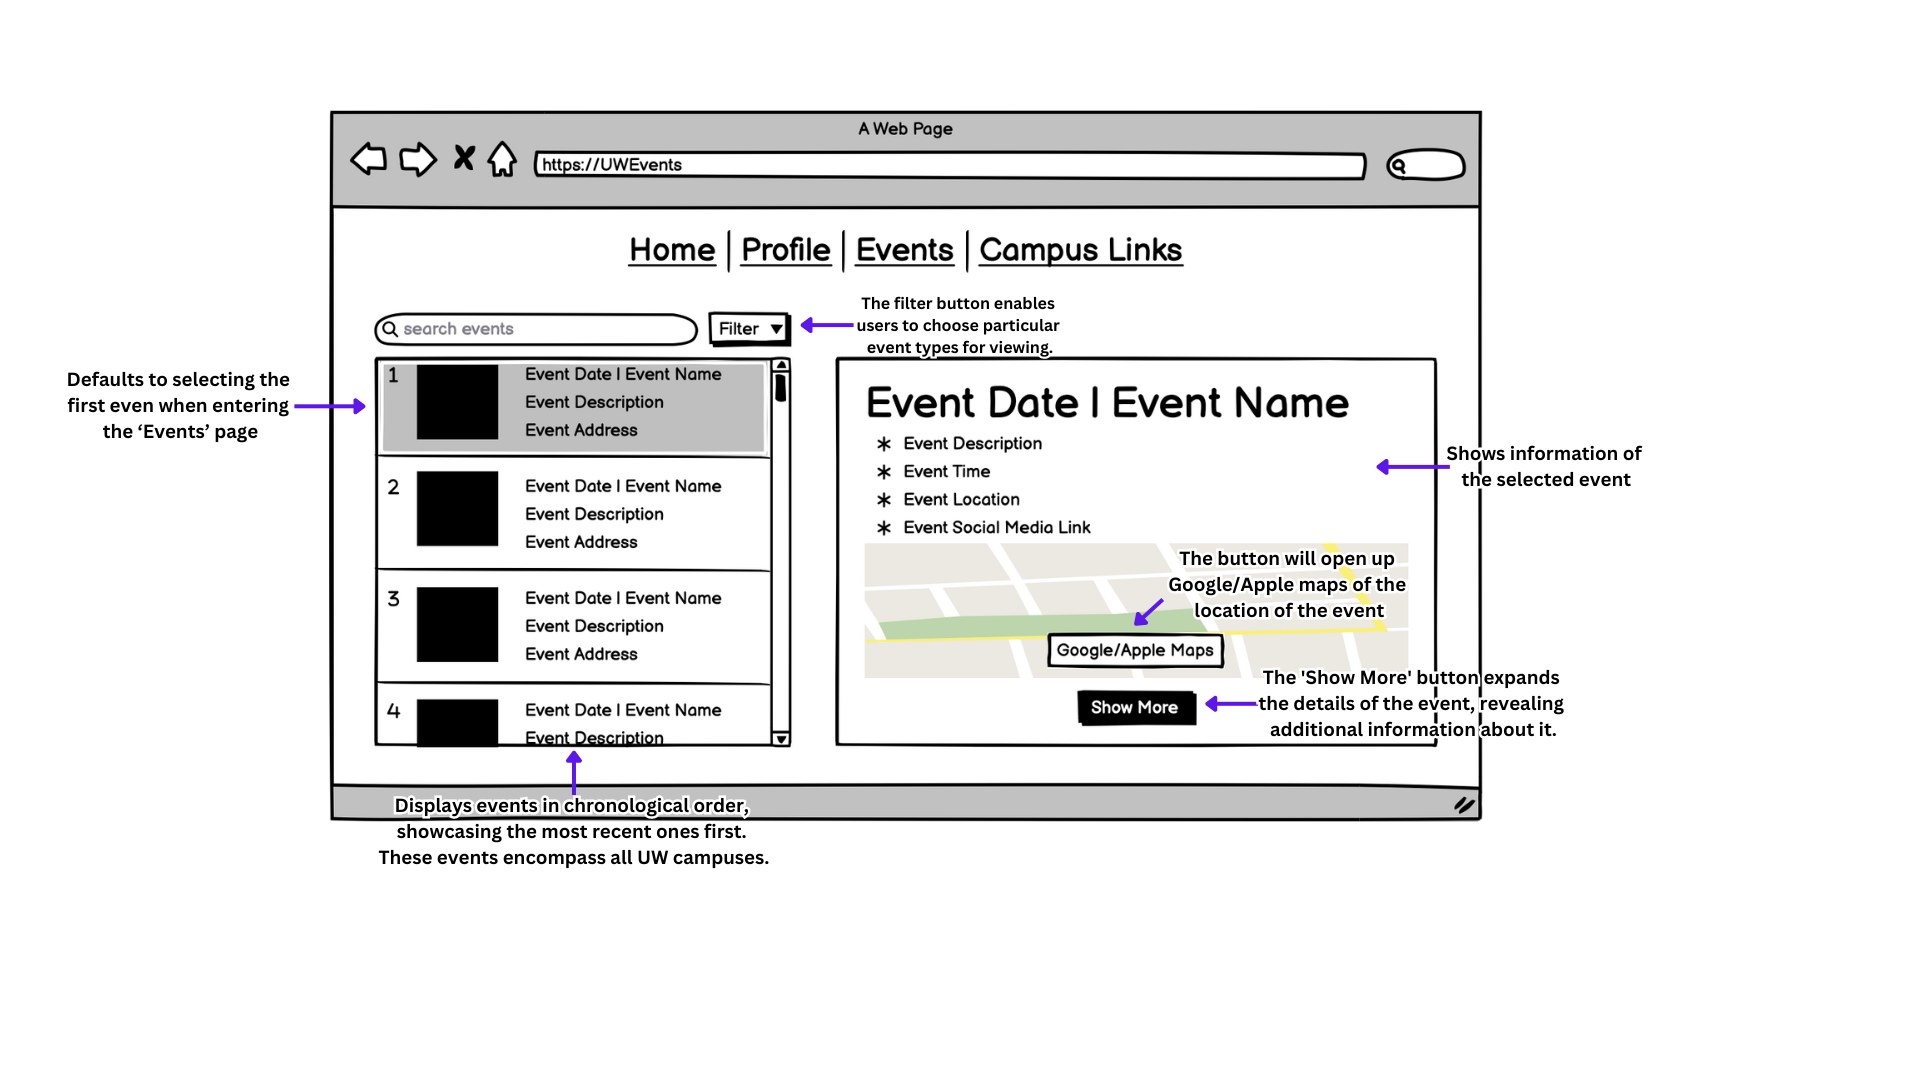 A Web Page
https://UWEvents
Home | Profile | Events | Campus Links
search events
Filter
The filter button enables
users to choose particular
event types for viewing.
Defaults to selecting the
first even when entering
the ‘Events’ page
1
Event Date | Event Name
Event Description
Event Address
2
Event Date | Event Name
Event Description
Event Address
3
Event Date | Event Name
Event Description
Event Address
4
Event Date | Event Name
Event Description
Displays events in chronological order,
showcasing the most recent ones first.
These events encompass all UW campuses.
Event Date | Event Name
Event Description
Event Time
Event Location
Event Social Media Link
Shows information of
the selected event
The button will open up
Google/Apple maps of the
location of the event
Google/Apple Maps
Show More
The 'Show More' button expands
the details of the event, revealing
additional information about it.